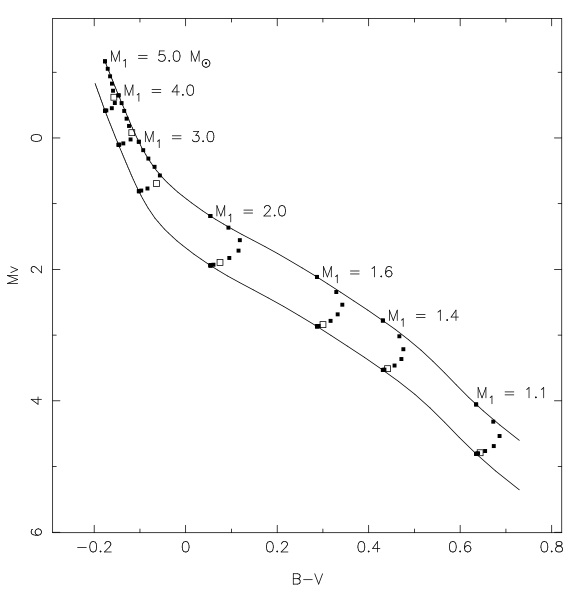 M₁ = 5.0 M⊙
M₁ = 4.0
M₁ = 3.0
M₁ = 2.0
M₁ = 1.6
M₁ = 1.4
M₁ = 1.1
Mv
0
2
4
6
−0.2 0 0.2 0.4 0.6 0.8
B−V